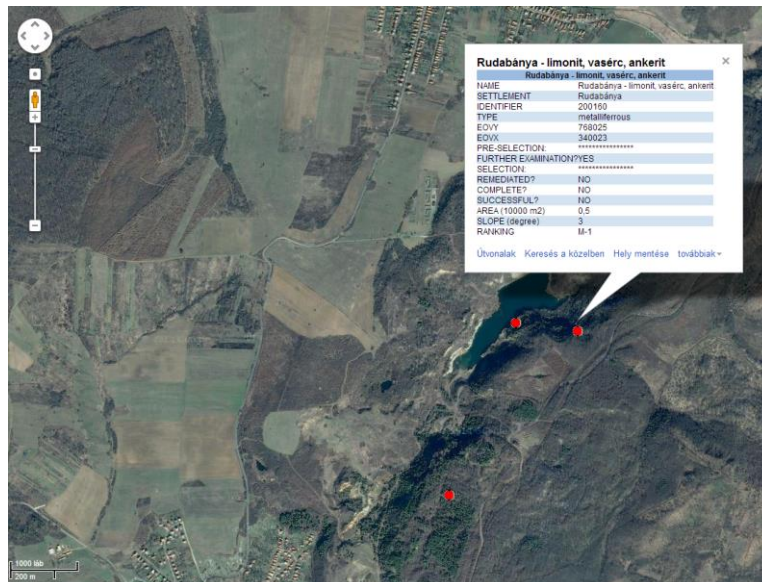 Rudabánya - limonit, vasérc, ankerit
Rudabánya - limonit, vasérc, ankerit
NAME Rudabánya - limonit, vasérc, ankerit
SETTLEMENT Rudabánya
IDENTIFIER 200160
TYPE metalliferrous
EOVY 768025
EOVX 340023
PRE-SELECTION: ****************
FURTHER EXAMINATION?YES
SELECTION: ****************
REMEDIATED? NO
COMPLETE? NO
SUCCESSFUL? NO
AREA (10000 m2) 0,5
SLOPE (degree) 3
RANKING M-1
Útvonalak Keresés a közelben Hely mentése továbbiak
1000 láb
200 m